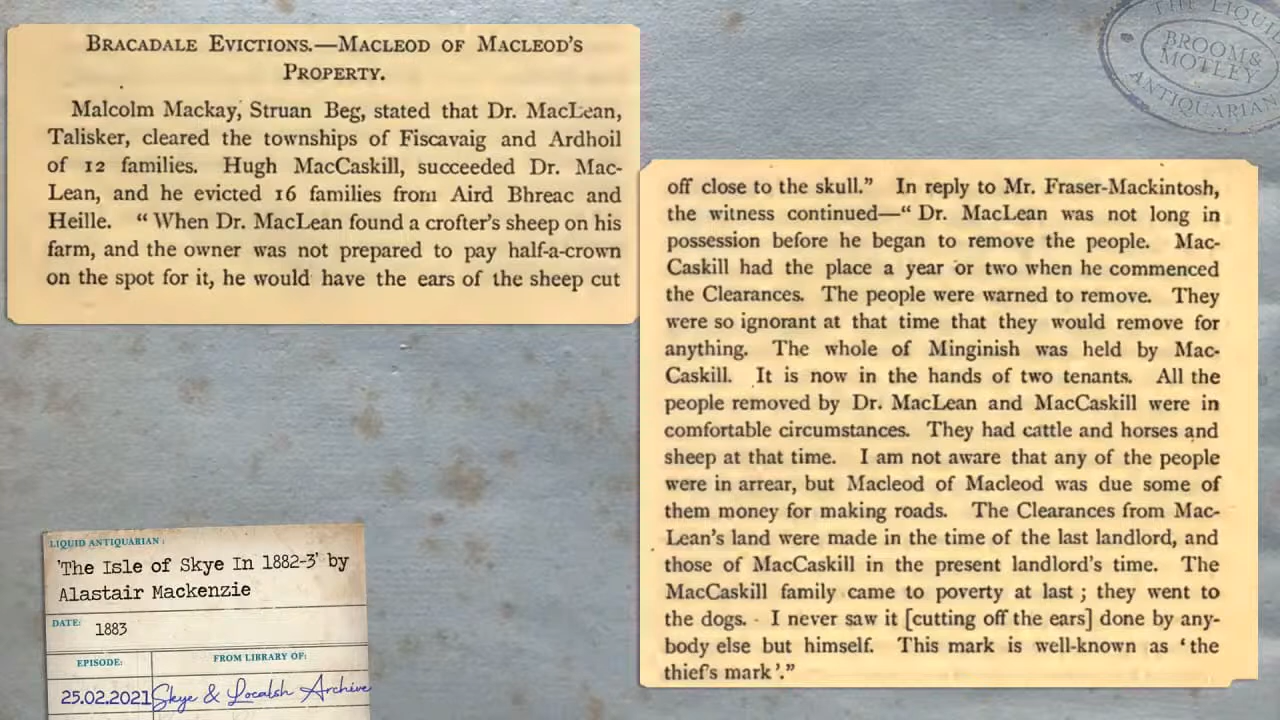 BRACADALE EVICTIONS.—MACLEOD OF MACLEOD'S
PROPERTY.
Malcolm Mackay, Struan Beg, stated that Dr. MacLean,
Talisker, cleared the townships of Fiscavaig and Ardhoil
of 12 families. Hugh MacCaskill, succeeded Dr. Mac-
Lean, and he evicted 16 families from Aird Bhreac and
Heille. “ When Dr. MacLean found a crofter's sheep on his
farm, and the owner was not prepared to pay half-a-crown
on the spot for it, he would have the ears of the sheep cut
off close to the skull.” In reply to Mr. Fraser-Mackintosh,
the witness continued—“ Dr. MacLean was not long in
possession before he began to remove the people. Mac-
Caskill had the place a year or two when he commenced
the Clearances. The people were warned to remove. They
were so ignorant at that time that they would remove for
anything. The whole of Minginish was held by Mac-
Caskill. It is now in the hands of two tenants. All the
people removed by Dr. MacLean and MacCaskill were in
comfortable circumstances. They had cattle and horses and
sheep at that time. I am not aware that any of the people
were in arrear, but Macleod of Macleod was due some of
them money for making roads. The Clearances from Mac-
Lean's land were made in the time of the last landlord, and
those of MacCaskill in the present landlord's time. The
MacCaskill family came to poverty at last ; they went to
the dogs. - I never saw it [cutting off the ears] done by any-
body else but himself. This mark is well-known as ‘ the
thief's mark ’.”
THE LIQUI
BROOM &
MOTLEY
ANTIQUARIAN
LIQUID ANTIQUARIAN :
'The Isle of Skye In 1882-3' by
Alastair Mackenzie
DATE: 1883
EPISODE: FROM LIBRARY OF:
25.02.2021 Skye & Localsh Archive